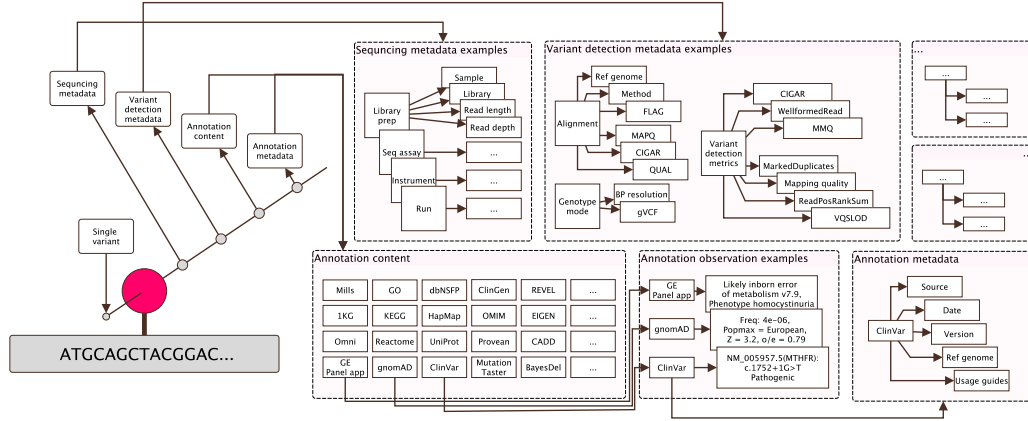 Sequncing
metadata
Variant
detection
metadata
Annotation
content
Annotation
metadata
Single
variant
ATGCAGCTACGGAC...
Sequncing metadata examples
Library
prep
Sample
Library
Read length
Read depth
Seq assay
...
Instrument
...
Run
...
Variant detection metadata examples
Alignment
Ref genome
Method
FLAG
MAPQ
CIGAR
QUAL
Genotype
mode
BP resolution
gVCF
Variant
detection
metrics
CIGAR
WellformedRead
MMQ
MarkedDuplicates
Mapping quality
ReadPosRankSum
VQSLOD
...
...
...
...
...
...
...
...
Annotation content
Mills GO dbNSFP ClinGen REVEL ...
1KG KEGG HapMap OMIM EIGEN ...
Omni Reactome UniProt Provean CADD ...
GE
Panel app gnomAD ClinVar Mutation
Taster BayesDel ...
Annotation observation examples
GE
Panel app
Likely inborn error
of metabolism v7.9,
Phenotype homocystinuria
gnomAD
Freq: 4e-06,
Popmax = European,
Z = 3.2, o/e = 0.79
ClinVar
NM_005957.5(MTHFR):
c.1752+1G>T
Pathogenic
Annotation metadata
ClinVar
Source
Date
Version
Ref genome
Usage guides